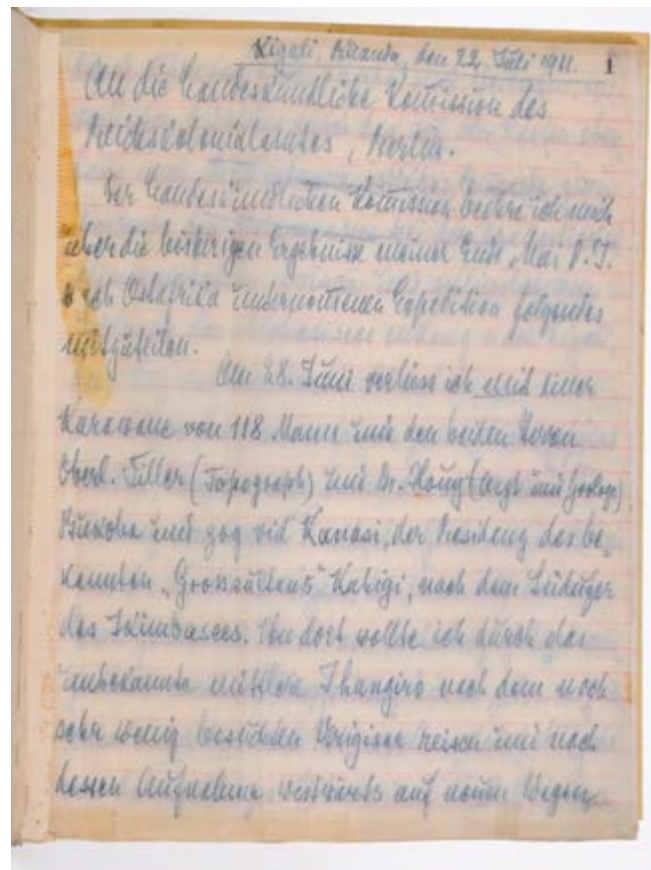 Kigali, Ruanda, den 22. Juli 1911. 1
An die Landeskundliche Komission des
Reichskolonialamtes, Berlin.
Der Landeskundlichen Komission beehre ich mich
über die bisherigen Ergebnisse meiner Ende Mai d. J.
nach Ostafrika unternommenen Expedition folgendes
mitzuteilen.
Am 28. Juni verliess ich mit einer
Karawane von 118 Mann und den beiden Herren
Oberl. Tiller (Topograph) und Dr. Houy (Arzt und Zoologe)
Bukoba und zog via Kanasi, der Residenz des be-
kannten "Grosssultans" Kahigi, nach dem Südufer
des Ikimbasees. Von dort wollte ich durch das
unbekannte mittlere Ihangiro nach dem noch
sehr wenig besuchten Urigisee reisen und nach
dessen Aufnahme westwärts auf neuen Wegen